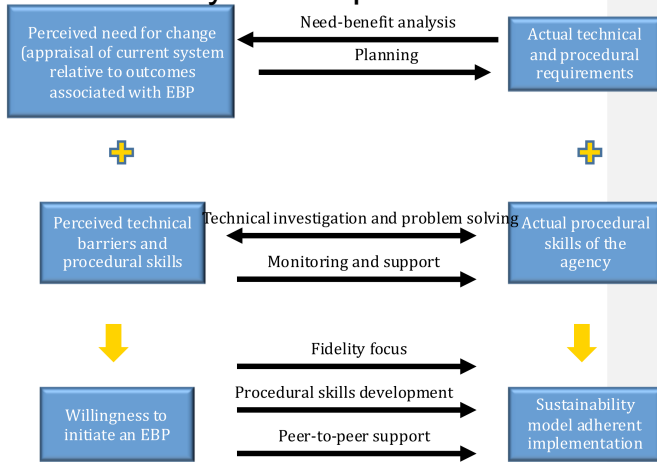 Perceived need for change
(appraisal of current system
relative to outcomes
associated with EBP
Need-benefit analysis
Planning
Actual technical
and procedural
requirements
Perceived technical
barriers and
procedural skills
Technical investigation and problem solving
Monitoring and support
Actual procedural
skills of the
agency
Willingness to
initiate an EBP
Fidelity focus
Procedural skills development
Peer-to-peer support
Sustainability
model adherent
implementation